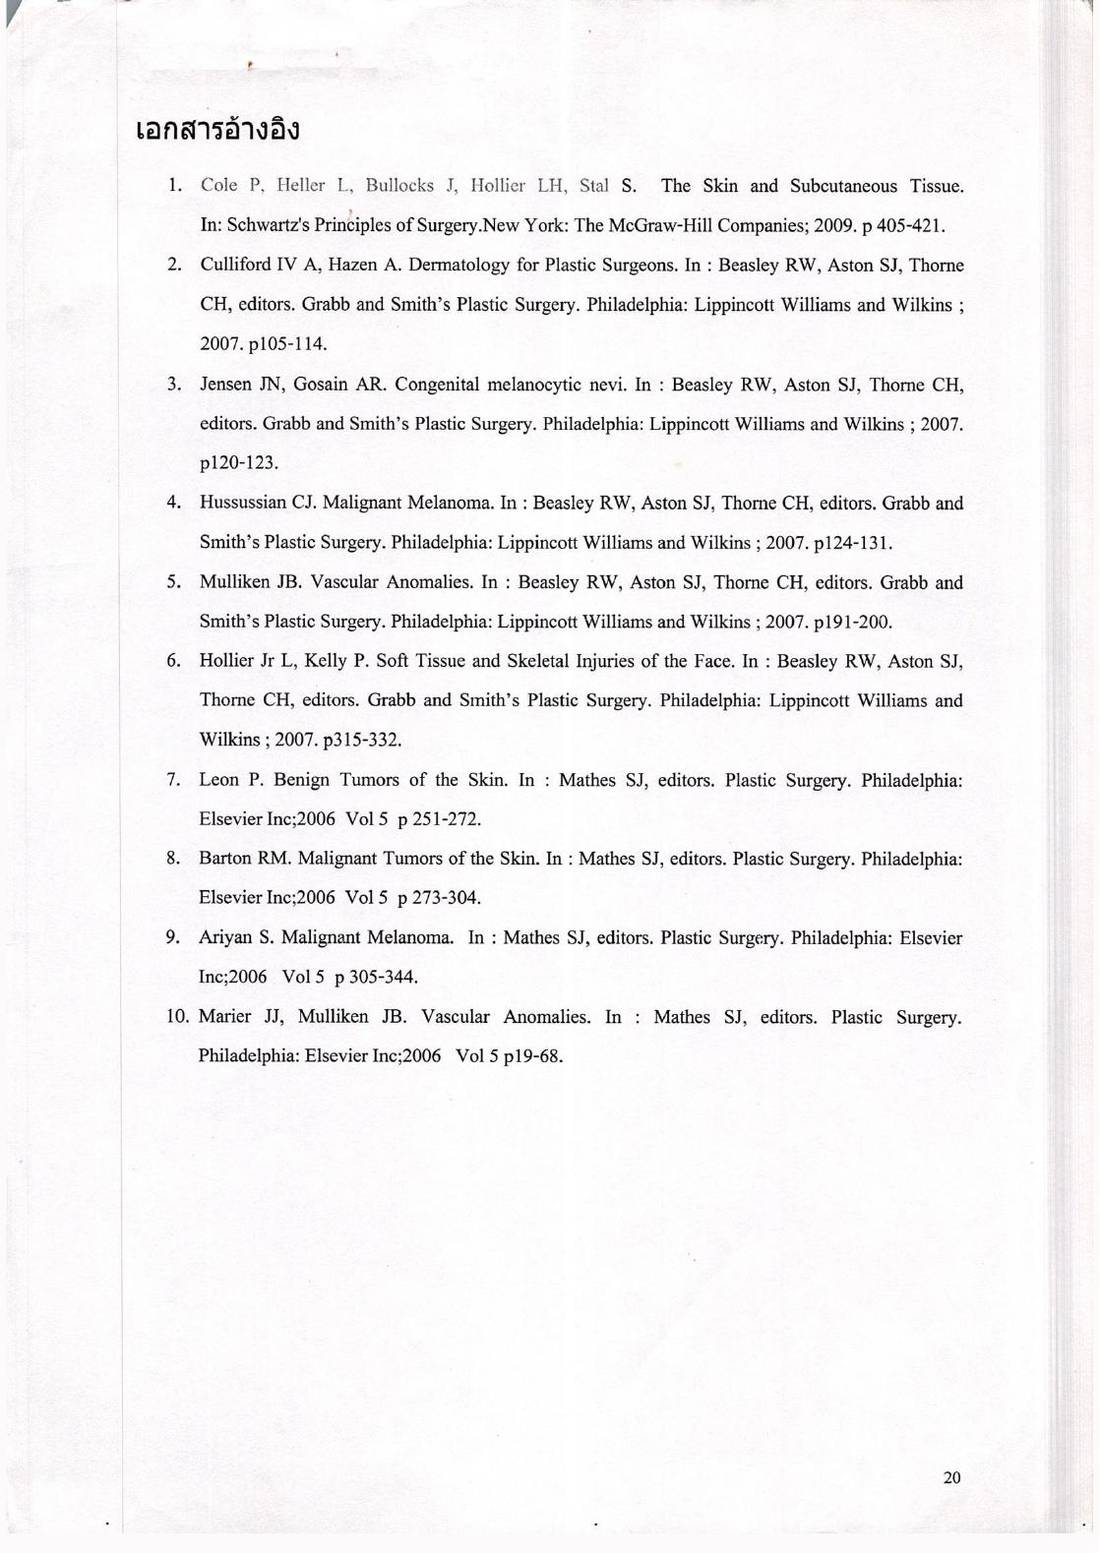 เอกสารอ้างอิง
1. Cole P, Heller L, Bullocks J, Hollier LH, Stal S. The Skin and Subcutaneous Tissue.
In: Schwartz's Principles of Surgery.New York: The McGraw-Hill Companies; 2009. p 405-421.
2. Culliford IV A, Hazen A. Dermatology for Plastic Surgeons. In : Beasley RW, Aston SJ, Thorne
CH, editors. Grabb and Smith's Plastic Surgery. Philadelphia: Lippincott Williams and Wilkins ;
2007. p105-114.
3. Jensen JN, Gosain AR. Congenital melanocytic nevi. In : Beasley RW, Aston SJ, Thorne CH,
editors. Grabb and Smith's Plastic Surgery. Philadelphia: Lippincott Williams and Wilkins ; 2007.
p120-123.
4. Hussussian CJ. Malignant Melanoma. In : Beasley RW, Aston SJ, Thorne CH, editors. Grabb and
Smith's Plastic Surgery. Philadelphia: Lippincott Williams and Wilkins ; 2007. p124-131.
5. Mulliken JB. Vascular Anomalies. In : Beasley RW, Aston SJ, Thorne CH, editors. Grabb and
Smith's Plastic Surgery. Philadelphia: Lippincott Williams and Wilkins ; 2007. p191-200.
6. Hollier Jr L, Kelly P. Soft Tissue and Skeletal Injuries of the Face. In : Beasley RW, Aston SJ,
Thorne CH, editors. Grabb and Smith's Plastic Surgery. Philadelphia: Lippincott Williams and
Wilkins ; 2007. p315-332.
7. Leon P. Benign Tumors of the Skin. In : Mathes SJ, editors. Plastic Surgery. Philadelphia:
Elsevier Inc;2006 Vol 5 p 251-272.
8. Barton RM. Malignant Tumors of the Skin. In : Mathes SJ, editors. Plastic Surgery. Philadelphia:
Elsevier Inc;2006 Vol 5 p 273-304.
9. Ariyan S. Malignant Melanoma. In : Mathes SJ, editors. Plastic Surgery. Philadelphia: Elsevier
Inc;2006 Vol 5 p 305-344.
10. Marier JJ, Mulliken JB. Vascular Anomalies. In : Mathes SJ, editors. Plastic Surgery.
Philadelphia: Elsevier Inc;2006 Vol 5 p19-68.
20